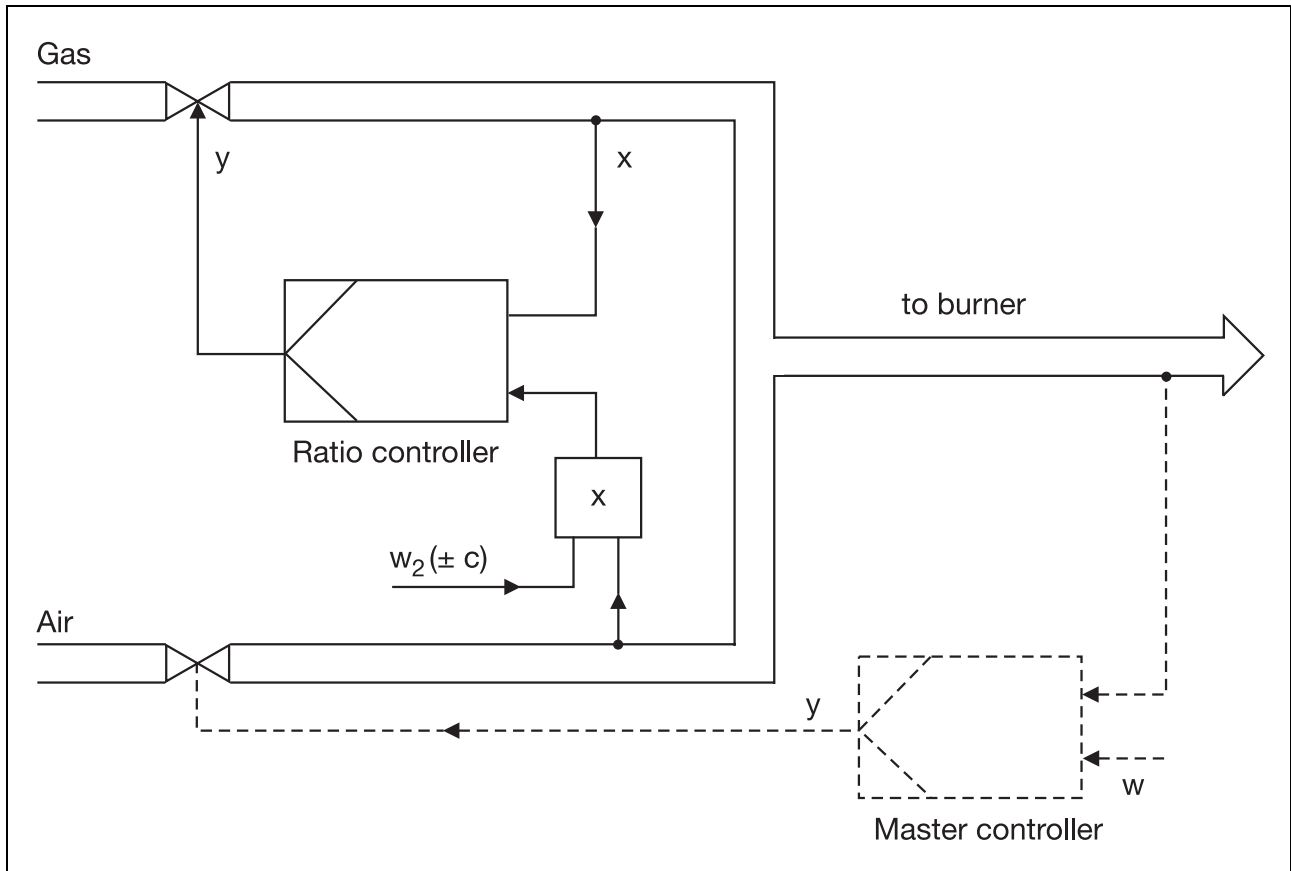 Gas
y
x
to burner
Ratio controller
x
w₂ (± c)
Air
y
w
Master controller